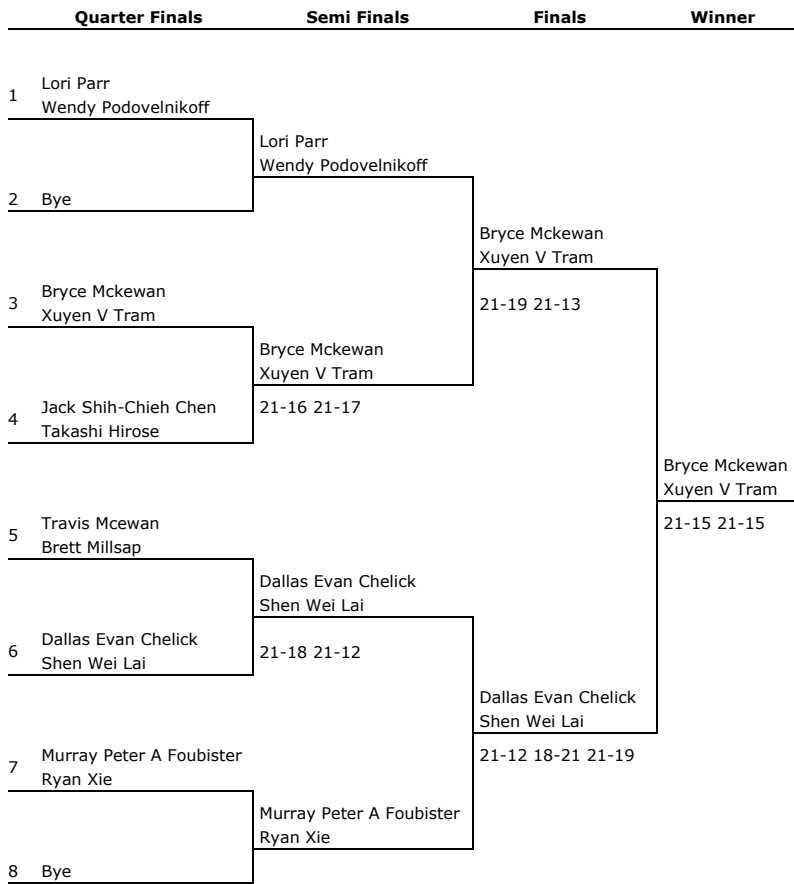 Quarter Finals Semi Finals Finals Winner
Lori Parr
1
Wendy Podovelnikoff
Lori Parr
Wendy Podovelnikoff
2 Bye
Bryce Mckewan
Xuyen V Tram
Bryce Mckewan
3
Xuyen V Tram
21-19 21-13
Bryce Mckewan
Xuyen V Tram
Jack Shih-Chieh Chen
21-16 21-17
4
Takashi Hirose
Bryce Mckewan
Xuyen V Tram
Travis Mcewan
21-15 21-15
5
Brett Millsap
Dallas Evan Chelick
Shen Wei Lai
Dallas Evan Chelick
6
21-18 21-12
Shen Wei Lai
Dallas Evan Chelick
Shen Wei Lai
Murray Peter A Foubister
21-12 18-21 21-19
7
Ryan Xie
Murray Peter A Foubister
Ryan Xie
8 Bye